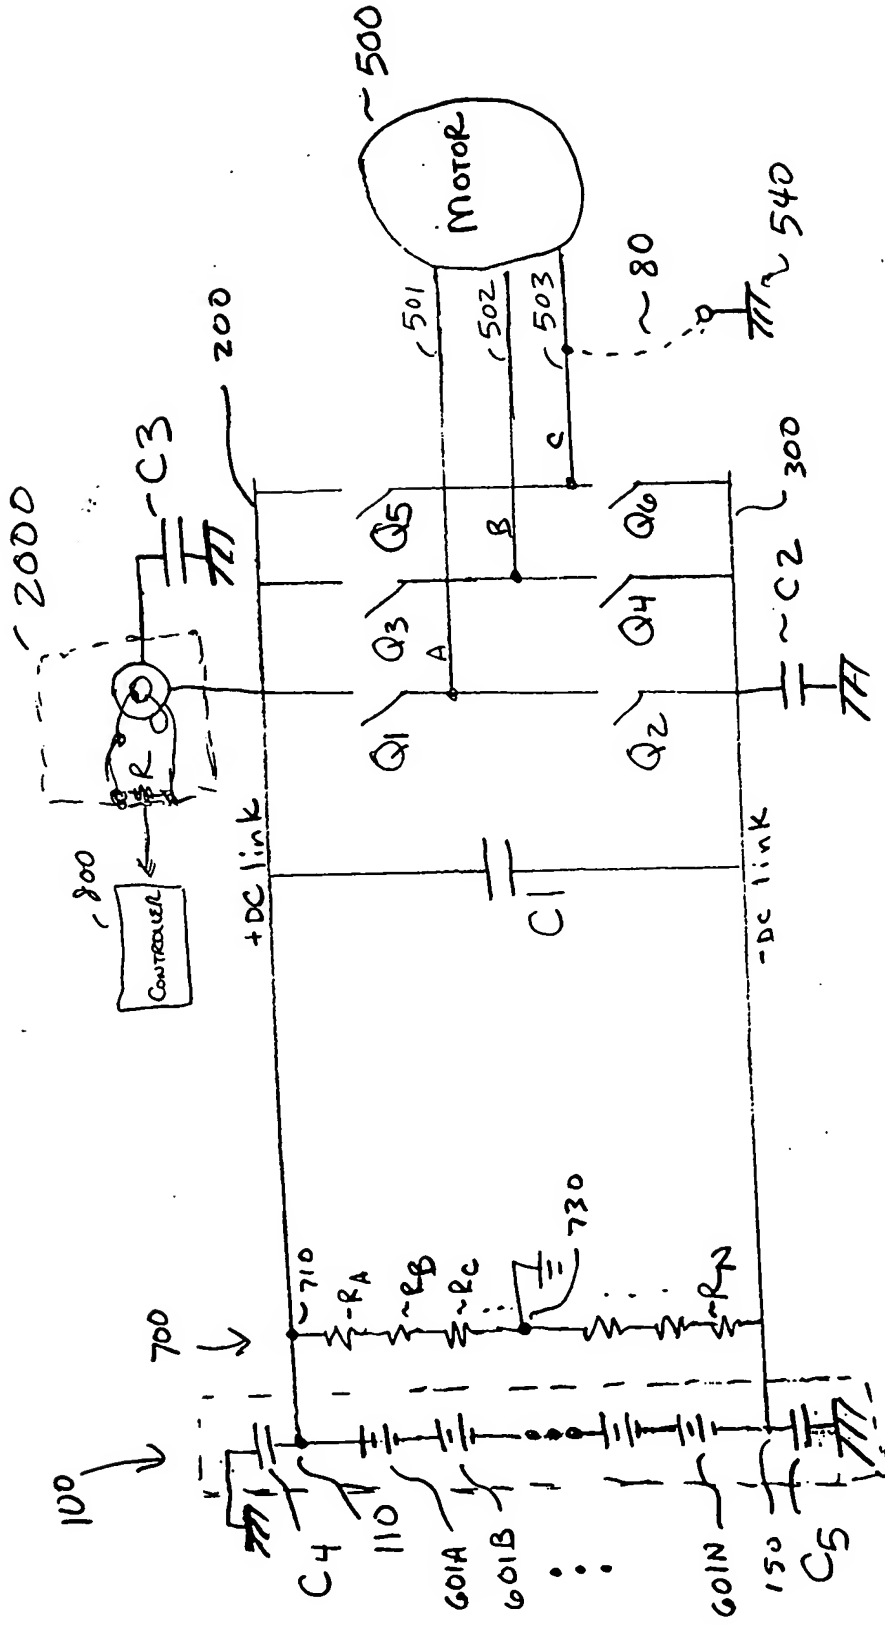 100
C4
110
601A
601B
601N
150
C5
700
~710
~RA
~RB
~RC
~RN
730
800
CONTROLLER
R
2000
~C3
+DC link
-DC link
C1
Q1
Q2
Q3
Q4
Q5
Q6
A
B
C
200
300
~C2
501
502
503
MOTOR
~500
~80
~540